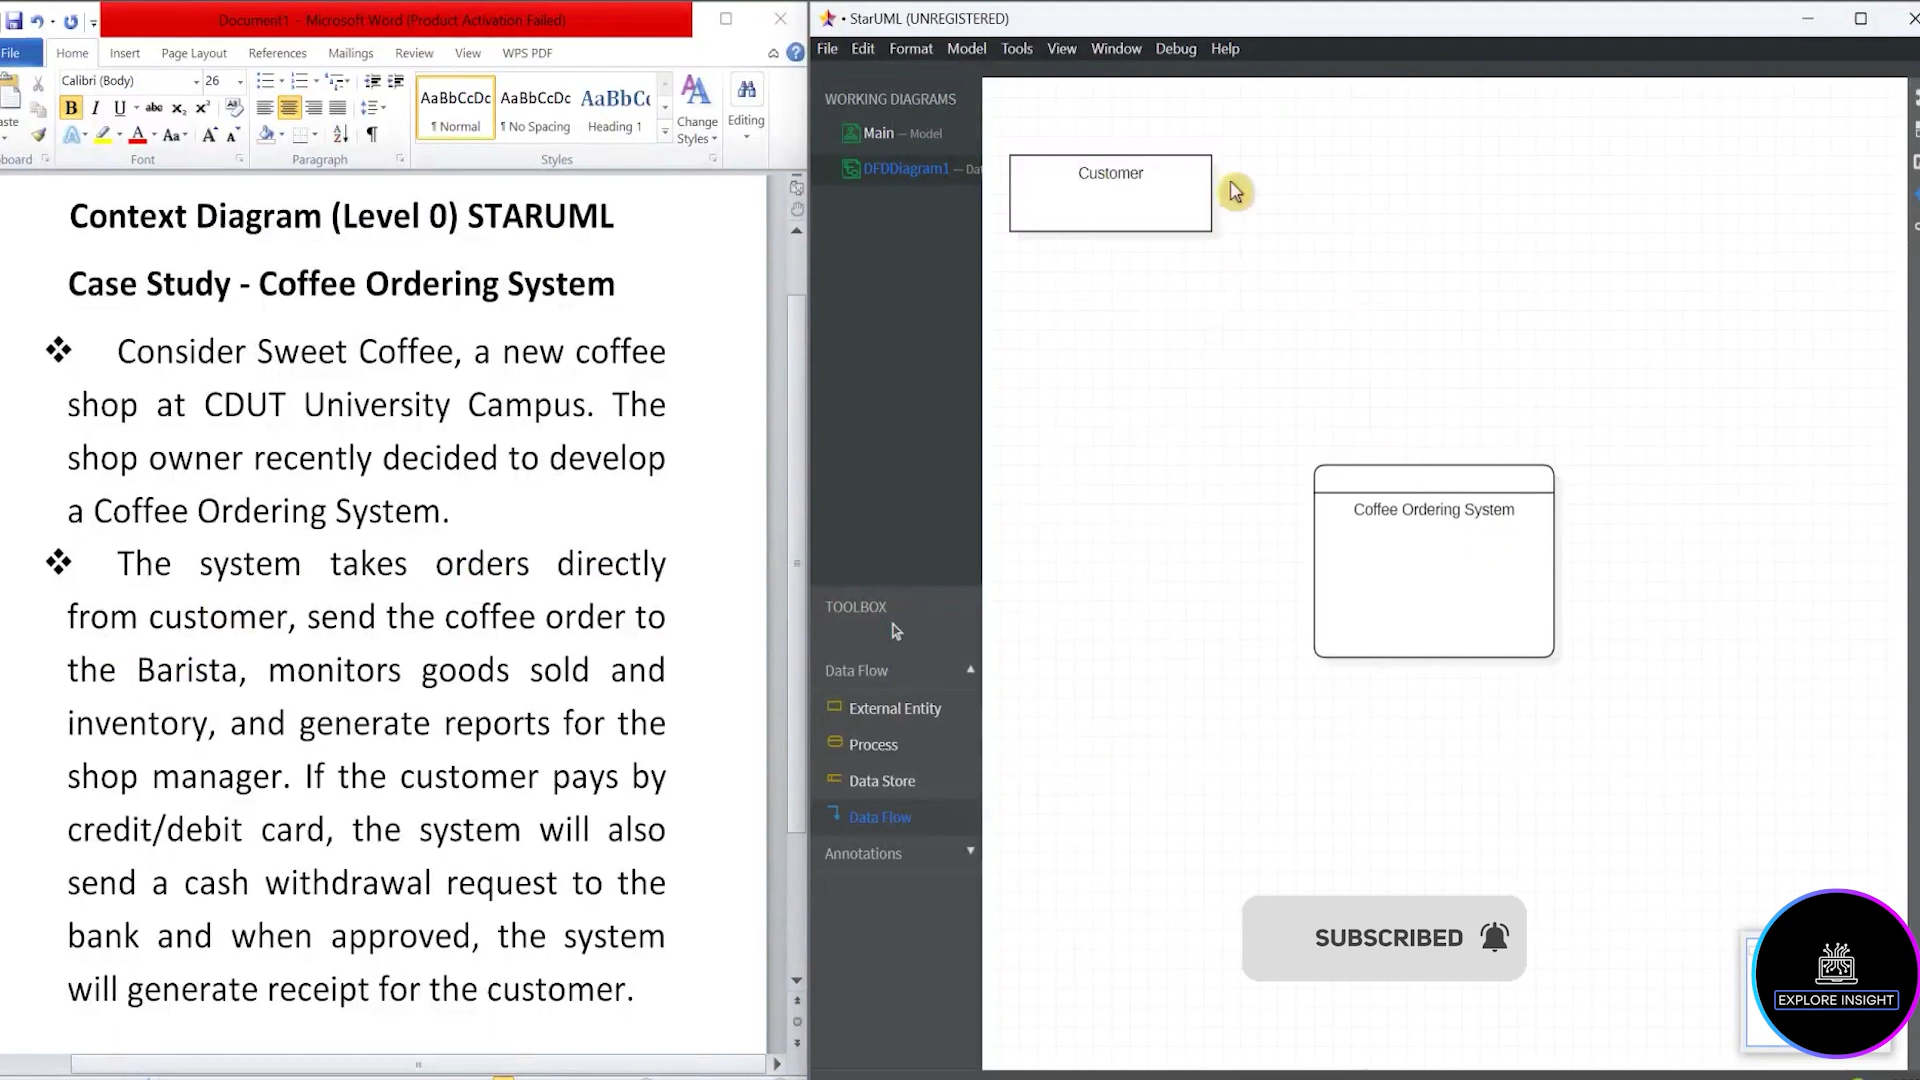 Document1 - Microsoft Word (Product Activation Failed)
File
Home
Insert
Page Layout
References
Mailings
Review
View
WPS PDF
Calibri (Body)
26
AaBbCcDc
AaBbCcDc
AaBbC
¶ Normal
¶ No Spacing
Heading 1
Change
Styles
Editing
Font
Paragraph
Styles
Context Diagram (Level 0) STARUML
Case Study - Coffee Ordering System
❖ Consider Sweet Coffee, a new coffee
shop at CDUT University Campus. The
shop owner recently decided to develop
a Coffee Ordering System.
❖ The system takes orders directly
from customer, send the coffee order to
the Barista, monitors goods sold and
inventory, and generate reports for the
shop manager. If the customer pays by
credit/debit card, the system will also
send a cash withdrawal request to the
bank and when approved, the system
will generate receipt for the customer.
• StarUML (UNREGISTERED)
File Edit Format Model Tools View Window Debug Help
WORKING DIAGRAMS
Main — Model
DFDDiagram1 — Dat
TOOLBOX
Data Flow
External Entity
Process
Data Store
Data Flow
Annotations
Customer
Coffee Ordering System
SUBSCRIBED
EXPLORE INSIGHT